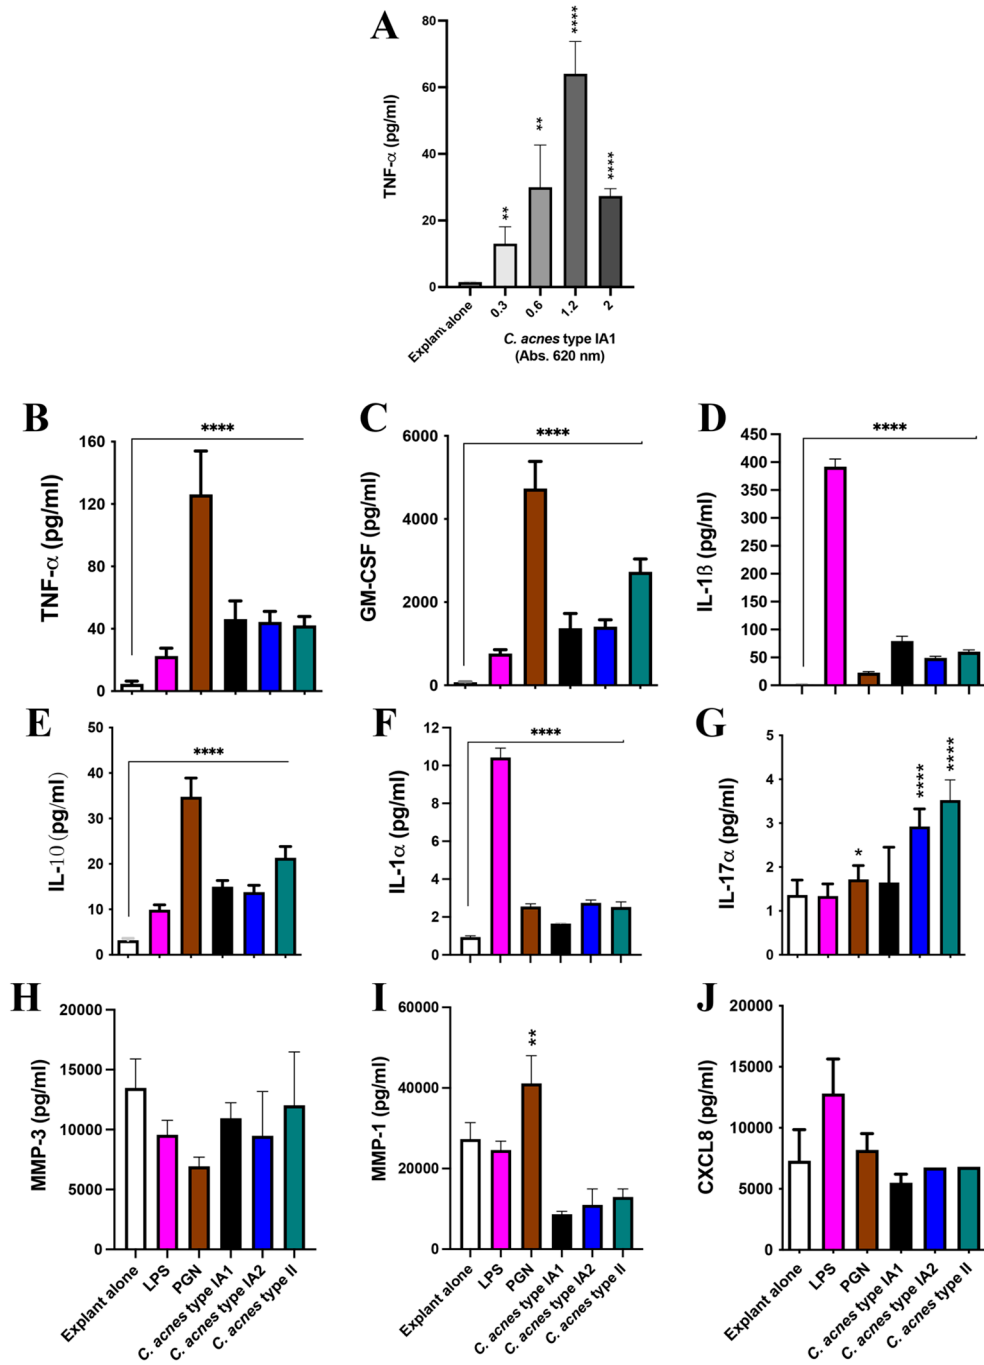 A
TNF-α (pg/ml)
80
60
40
20
0
**
**
****
****
Explant alone
0.3
0.6
1.2
2
C. acnes type IA1
(Abs. 620 nm)
B
TNF-α (pg/ml)
160
120
80
40
0
****
C
GM-CSF (pg/ml)
6000
4000
2000
0
****
D
IL-1ß (pg/ml)
450
400
350
300
250
200
150
100
50
0
****
E
IL-10 (pg/ml)
50
40
30
20
10
0
****
F
IL-1α (pg/ml)
12
10
8
6
4
2
0
****
G
IL-17α (pg/ml)
5
4
3
2
1
0
*
****
****
H
MMP-3 (pg/ml)
20000
15000
10000
5000
0
Explant alone
LPS
PGN
C. acnes type IA1
C. acnes type IA2
C. acnes type II
I
MMP-1 (pg/ml)
60000
40000
20000
0
**
Explant alone
LPS
PGN
C. acnes type IA1
C. acnes type IA2
C. acnes type II
J
CXCL8 (pg/ml)
20000
15000
10000
5000
0
Explant alone
LPS
PGN
C. acnes type IA1
C. acnes type IA2
C. acnes type II